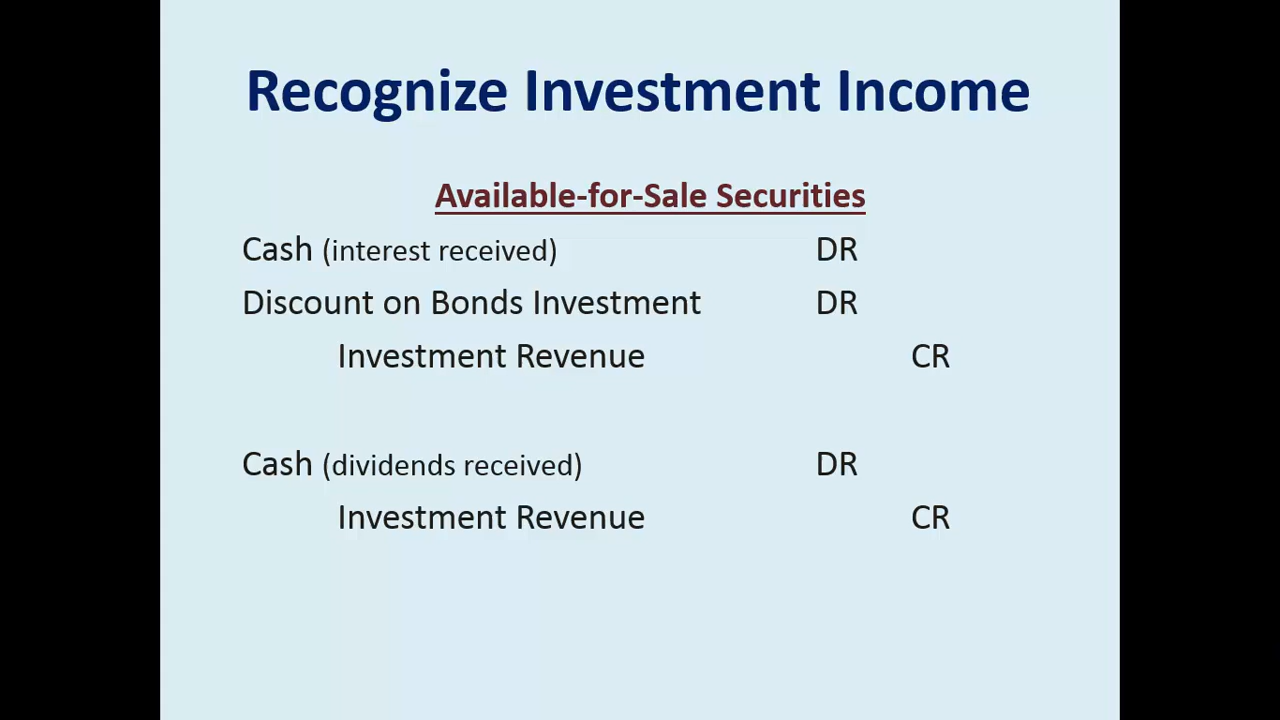 Recognize Investment Income
Available-for-Sale Securities
Cash (interest received) DR
Discount on Bonds Investment DR
Investment Revenue CR
Cash (dividends received) DR
Investment Revenue CR